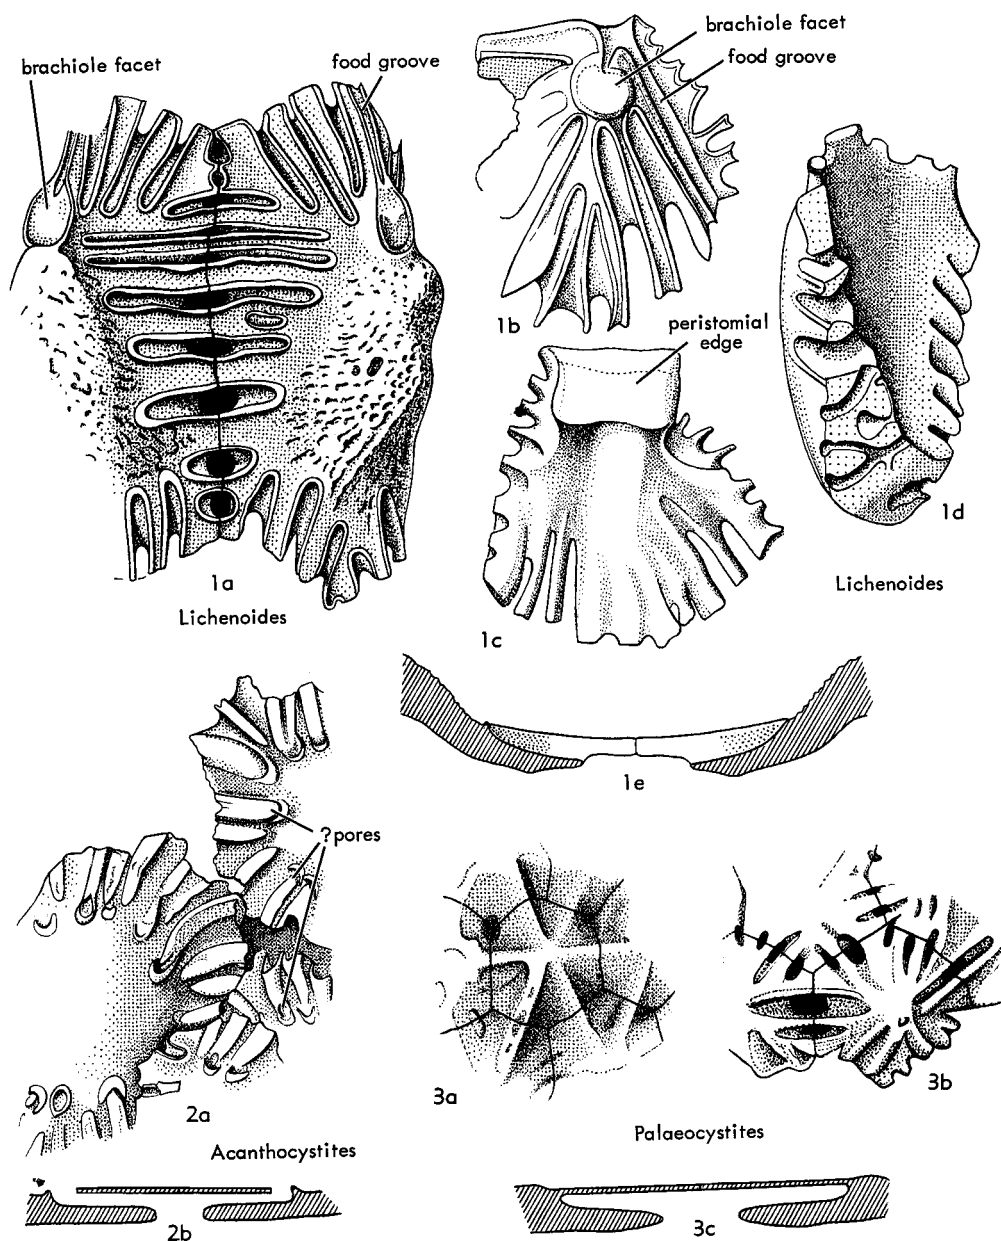 brachiole facet
food groove
brachiole facet
food groove
1b
peristomial
edge
1d
1a
Lichenoides
Lichenoides
1c
1e
?pores
2a
3a
3b
Acanthocystites
Palaeocystites
2b
3c